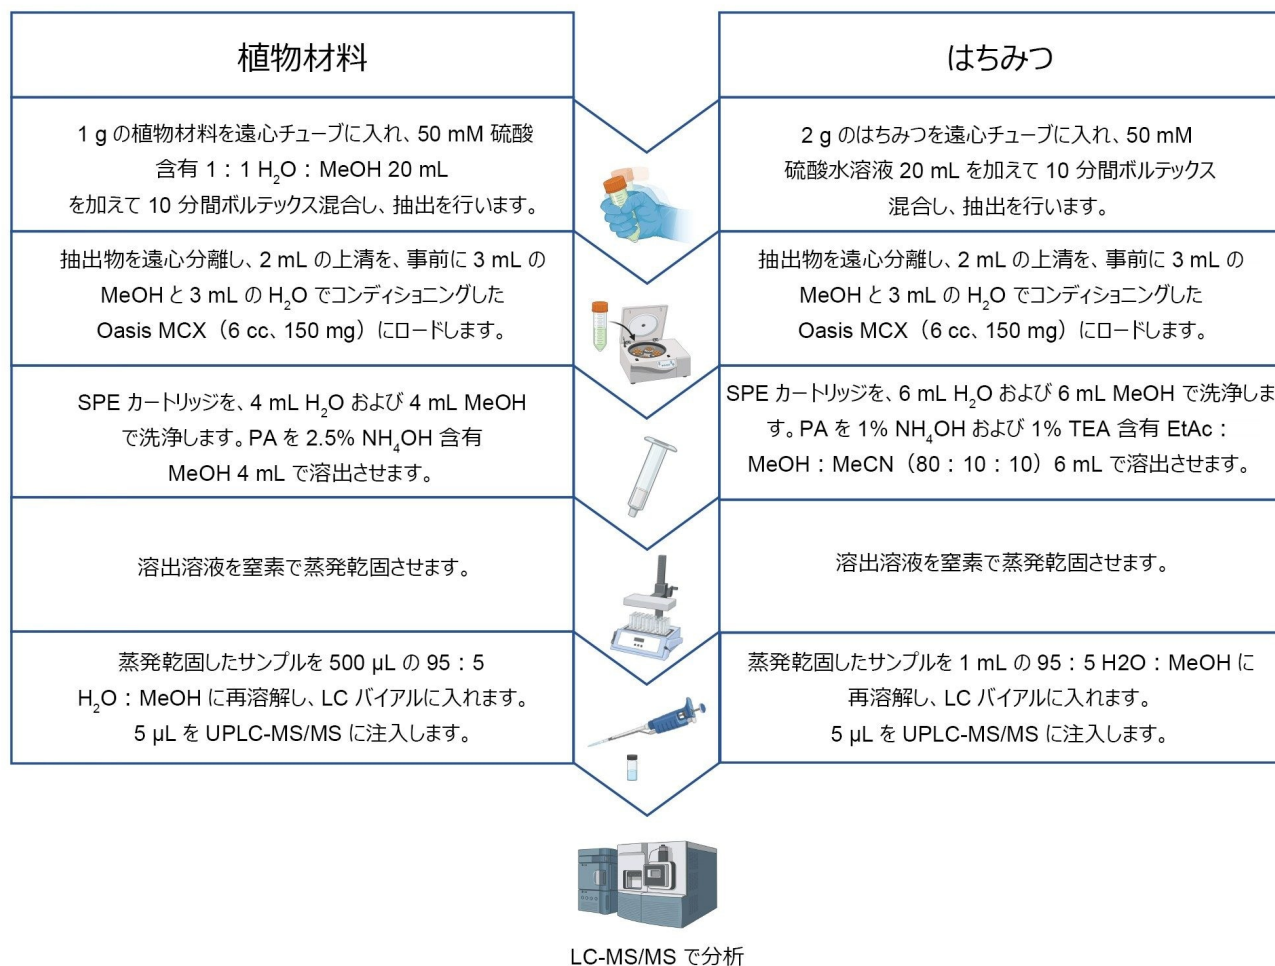 植物材料
1 g の植物材料を遠心チューブに入れ、50 mM 硫酸
含有 1：1 H₂O：MeOH 20 mL
を加えて 10 分間ボルテックス混合し、抽出を行います。
抽出物を遠心分離し、2 mL の上清を、事前に 3 mL の
MeOH と 3 mL の H₂O でコンディショニングした
Oasis MCX（6 cc、150 mg）にロードします。
SPE カートリッジを、4 mL H₂O および 4 mL MeOH
で洗浄します。PA を 2.5% NH₄OH 含有
MeOH 4 mL で溶出させます。
溶出溶液を窒素で蒸発乾固させます。
蒸発乾固したサンプルを 500 µL の 95：5
H₂O：MeOH に再溶解し、LC バイアルに入れます。
5 µL を UPLC-MS/MS に注入します。
はちみつ
2 g のはちみつを遠心チューブに入れ、50 mM
硫酸水溶液 20 mL を加えて 10 分間ボルテックス
混合し、抽出を行います。
抽出物を遠心分離し、2 mL の上清を、事前に 3 mL の
MeOH と 3 mL の H₂O でコンディショニングした
Oasis MCX（6 cc、150 mg）にロードします。
SPE カートリッジを、6 mL H₂O および 6 mL MeOH で洗浄しま
す。PA を 1% NH₄OH および 1% TEA 含有 EtAc：
MeOH：MeCN（80：10：10）6 mL で溶出させます。
溶出溶液を窒素で蒸発乾固させます。
蒸発乾固したサンプルを 1 mL の 95：5 H2O：MeOH に
再溶解し、LC バイアルに入れます。
5 µL を UPLC-MS/MS に注入します。
LC-MS/MS で分析